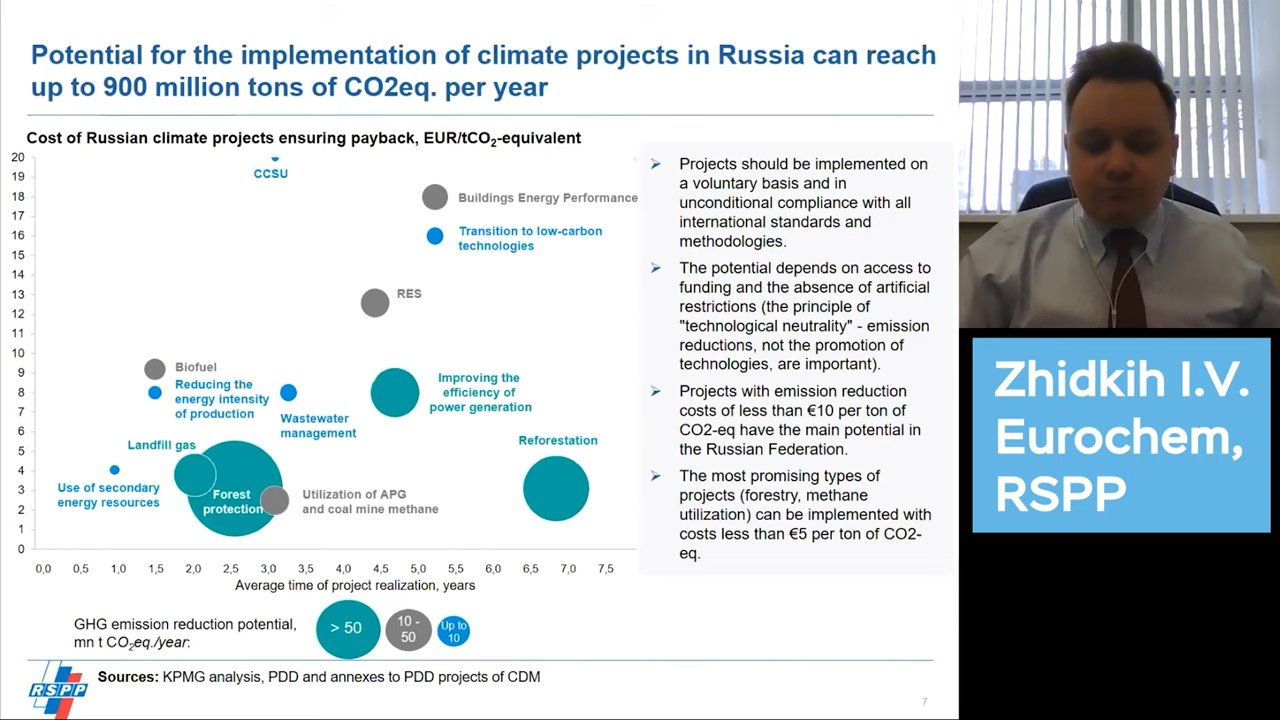 Potential for the implementation of climate projects in Russia can reach
up to 900 million tons of CO2eq. per year
Cost of Russian climate projects ensuring payback, EUR/tCO2-equivalent
20
19
18
17
16
15
14
13
12
11
10
9
8
7
6
5
4
3
2
1
0
CCSU
Buildings Energy Performance
Transition to low-carbon
technologies
RES
Biofuel
Reducing the
energy intensity
of production
Wastewater
management
Improving the
efficiency of
power generation
Landfill gas
Reforestation
Use of secondary
energy resources
Forest
protection
Utilization of APG
and coal mine methane
0,0 0,5 1,0 1,5 2,0 2,5 3,0 3,5 4,0 4,5 5,0 5,5 6,0 6,5 7,0 7,5
Average time of project realization, years
GHG emission reduction potential,
mn t CO2eq./year:
> 50
10 -
50
Up to
10
Projects should be implemented on
a voluntary basis and in
unconditional compliance with all
international standards and
methodologies.
The potential depends on access to
funding and the absence of artificial
restrictions (the principle of
"technological neutrality" - emission
reductions, not the promotion of
technologies, are important).
Projects with emission reduction
costs of less than €10 per ton of
CO2-eq have the main potential in
the Russian Federation.
The most promising types of
projects (forestry, methane
utilization) can be implemented with
costs less than €5 per ton of CO2-
eq.
RSPP
Sources: KPMG analysis, PDD and annexes to PDD projects of CDM
7
Zhidkih I.V.
Eurochem,
RSPP